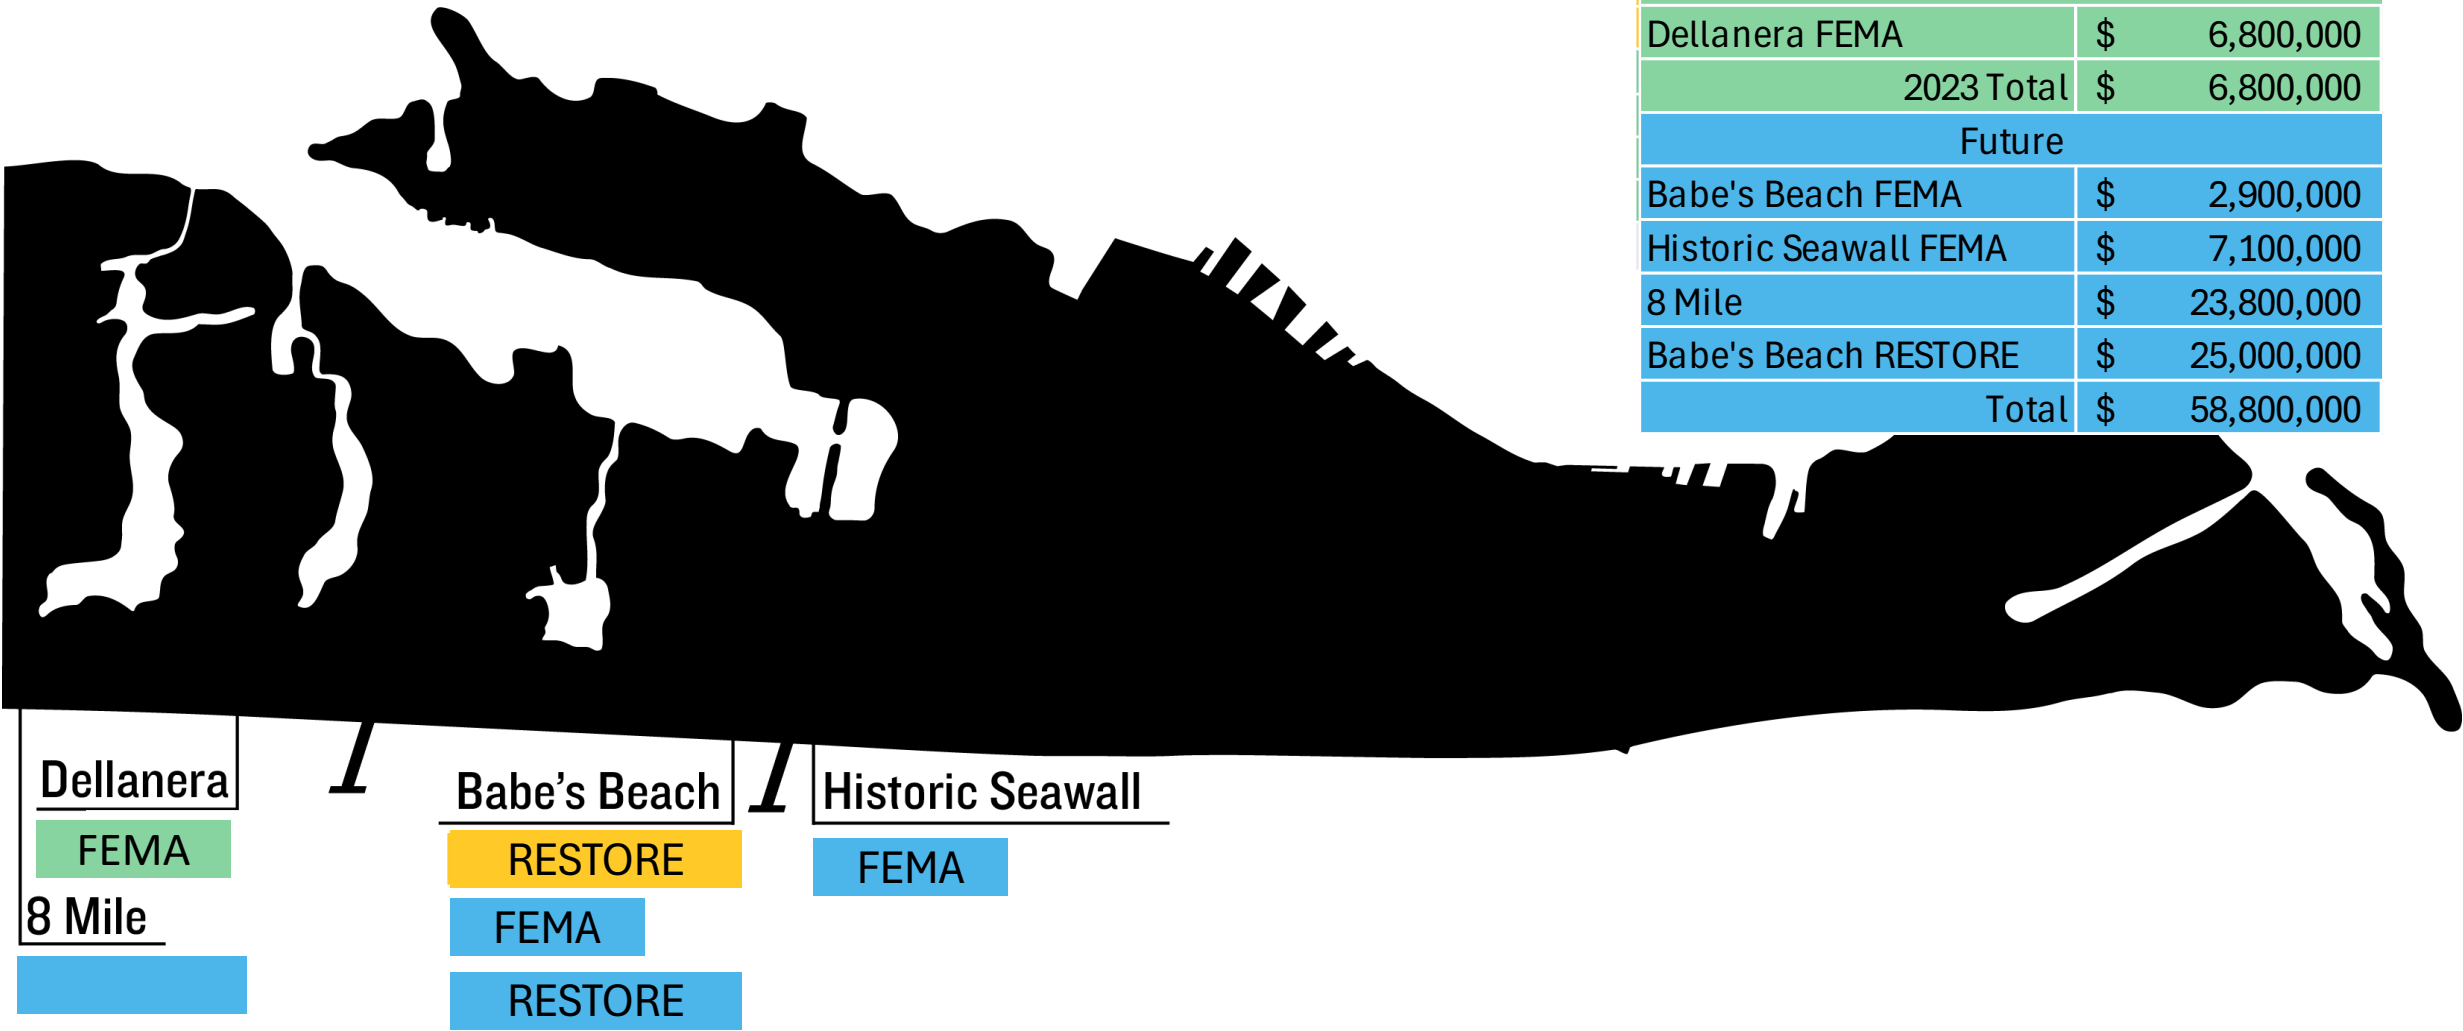 Dellanera FEMA $ 6,800,000
2023 Total $ 6,800,000
Future
Babe's Beach FEMA $ 2,900,000
Historic Seawall FEMA $ 7,100,000
8 Mile $ 23,800,000
Babe's Beach RESTORE $ 25,000,000
Total $ 58,800,000
Dellanera
FEMA
8 Mile
Babe’s Beach
RESTORE
FEMA
RESTORE
Historic Seawall
FEMA